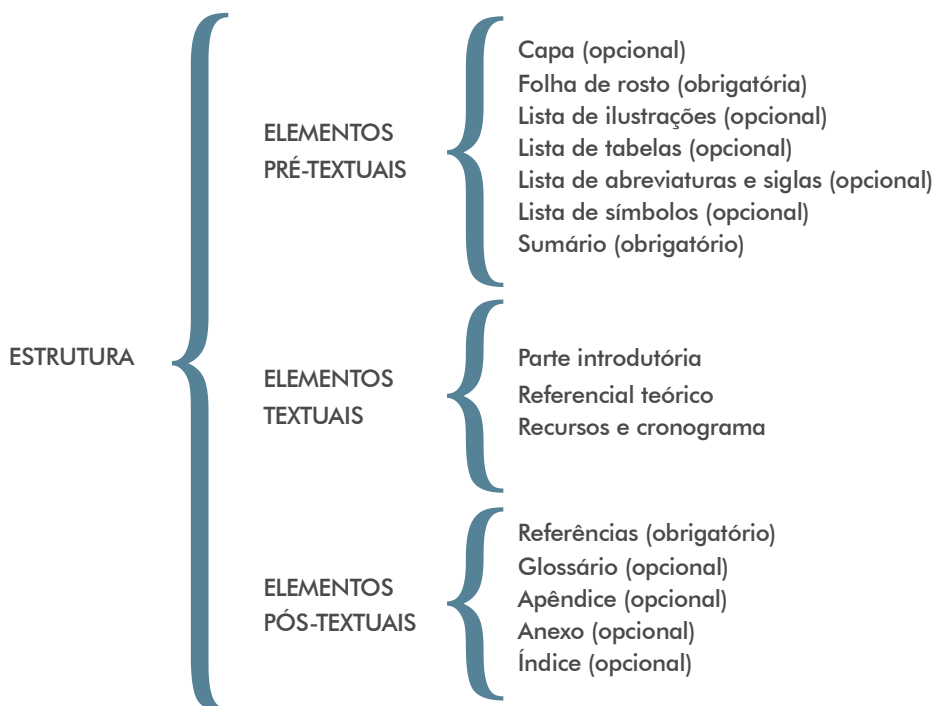 ESTRUTURA
ELEMENTOS
PRÉ-TEXTUAIS
Capa (opcional)
Folha de rosto (obrigatória)
Lista de ilustrações (opcional)
Lista de tabelas (opcional)
Lista de abreviaturas e siglas (opcional)
Lista de símbolos (opcional)
Sumário (obrigatório)
ELEMENTOS
TEXTUAIS
Parte introdutória
Referencial teórico
Recursos e cronograma
ELEMENTOS
PÓS-TEXTUAIS
Referências (obrigatório)
Glossário (opcional)
Apêndice (opcional)
Anexo (opcional)
Índice (opcional)